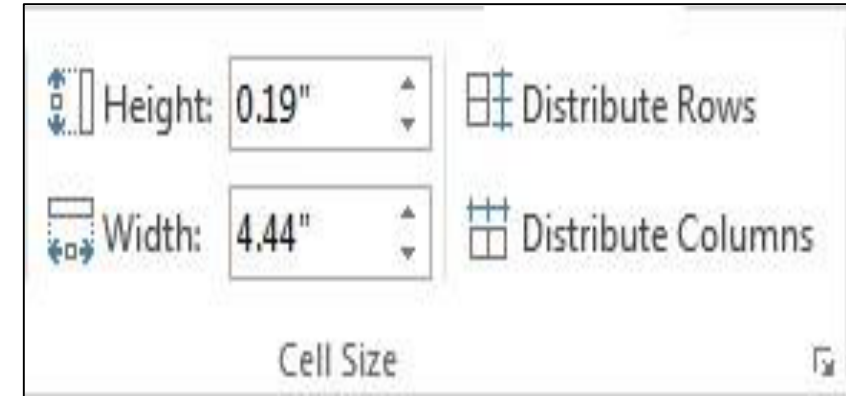 Height: 0.19" Distribute Rows
Width: 4.44" Distribute Columns
Cell Size